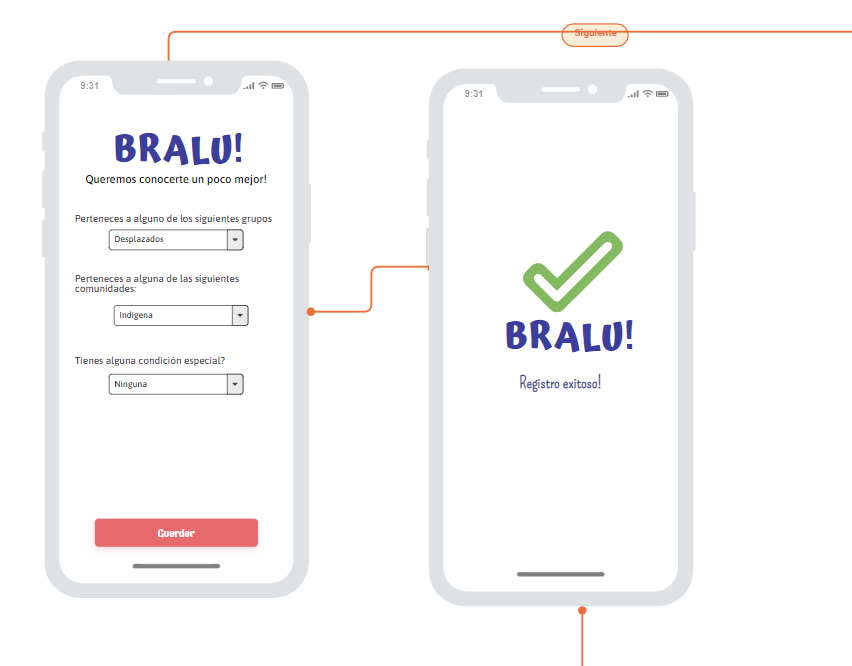 Siguiente
9:31
BRALU!
Queremos conocerte un poco mejor!
Perteneces a alguno de los siguientes grupos
Desplazados
Perteneces a alguna de las siguientes
comunidades:
Indigena
Tienes alguna condición especial?
Ninguna
Guardar
9:31
BRALU!
Registro exitoso!